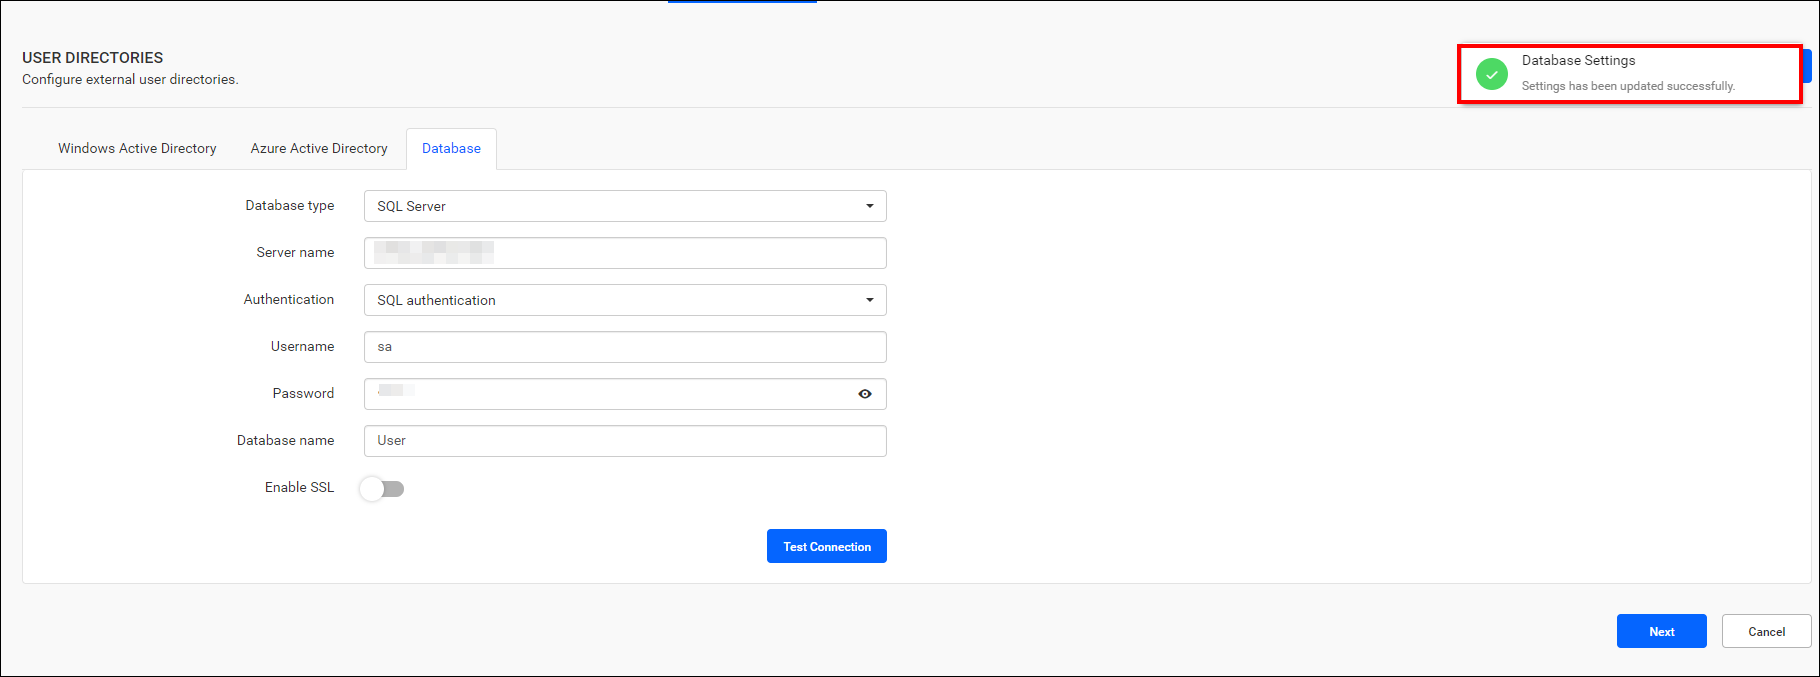 USER DIRECTORIES
Configure external user directories.
Database Settings
Settings has been updated successfully.
Windows Active Directory
Azure Active Directory
Database
Database type
SQL Server
Server name
Authentication
SQL authentication
Username
sa
Password
Database name
User
Enable SSL
Test Connection
Next
Cancel